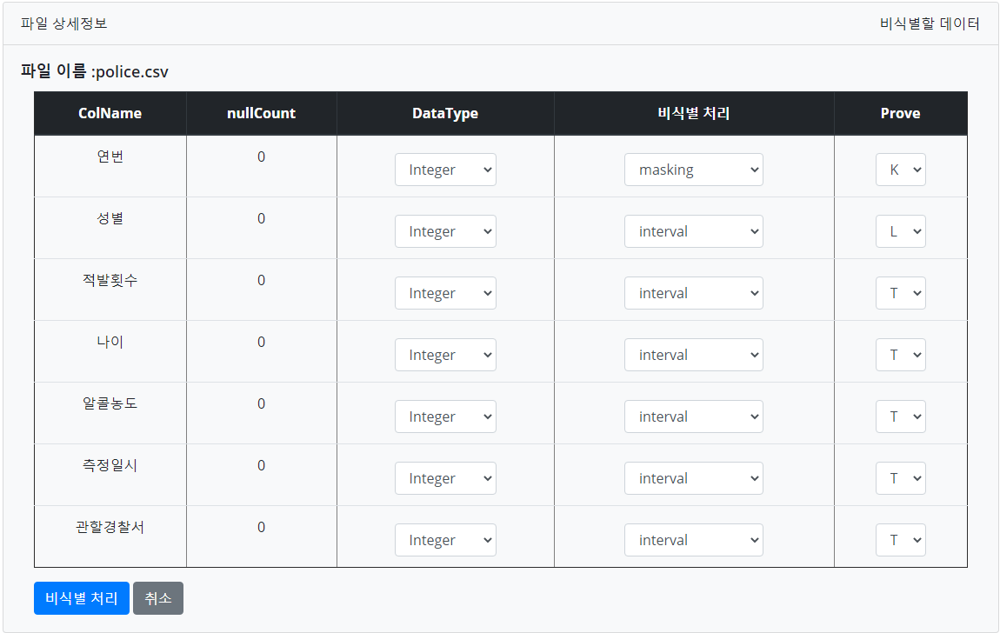 파일 상세정보 비식별할 데이터
파일 이름 :police.csv
ColName nullCount DataType 비식별 처리 Prove
연번 0 Integer masking K
성별 0 Integer interval L
적발횟수 0 Integer interval T
나이 0 Integer interval T
알콜농도 0 Integer interval T
측정일시 0 Integer interval T
관할경찰서 0 Integer interval T
비식별 처리 취소